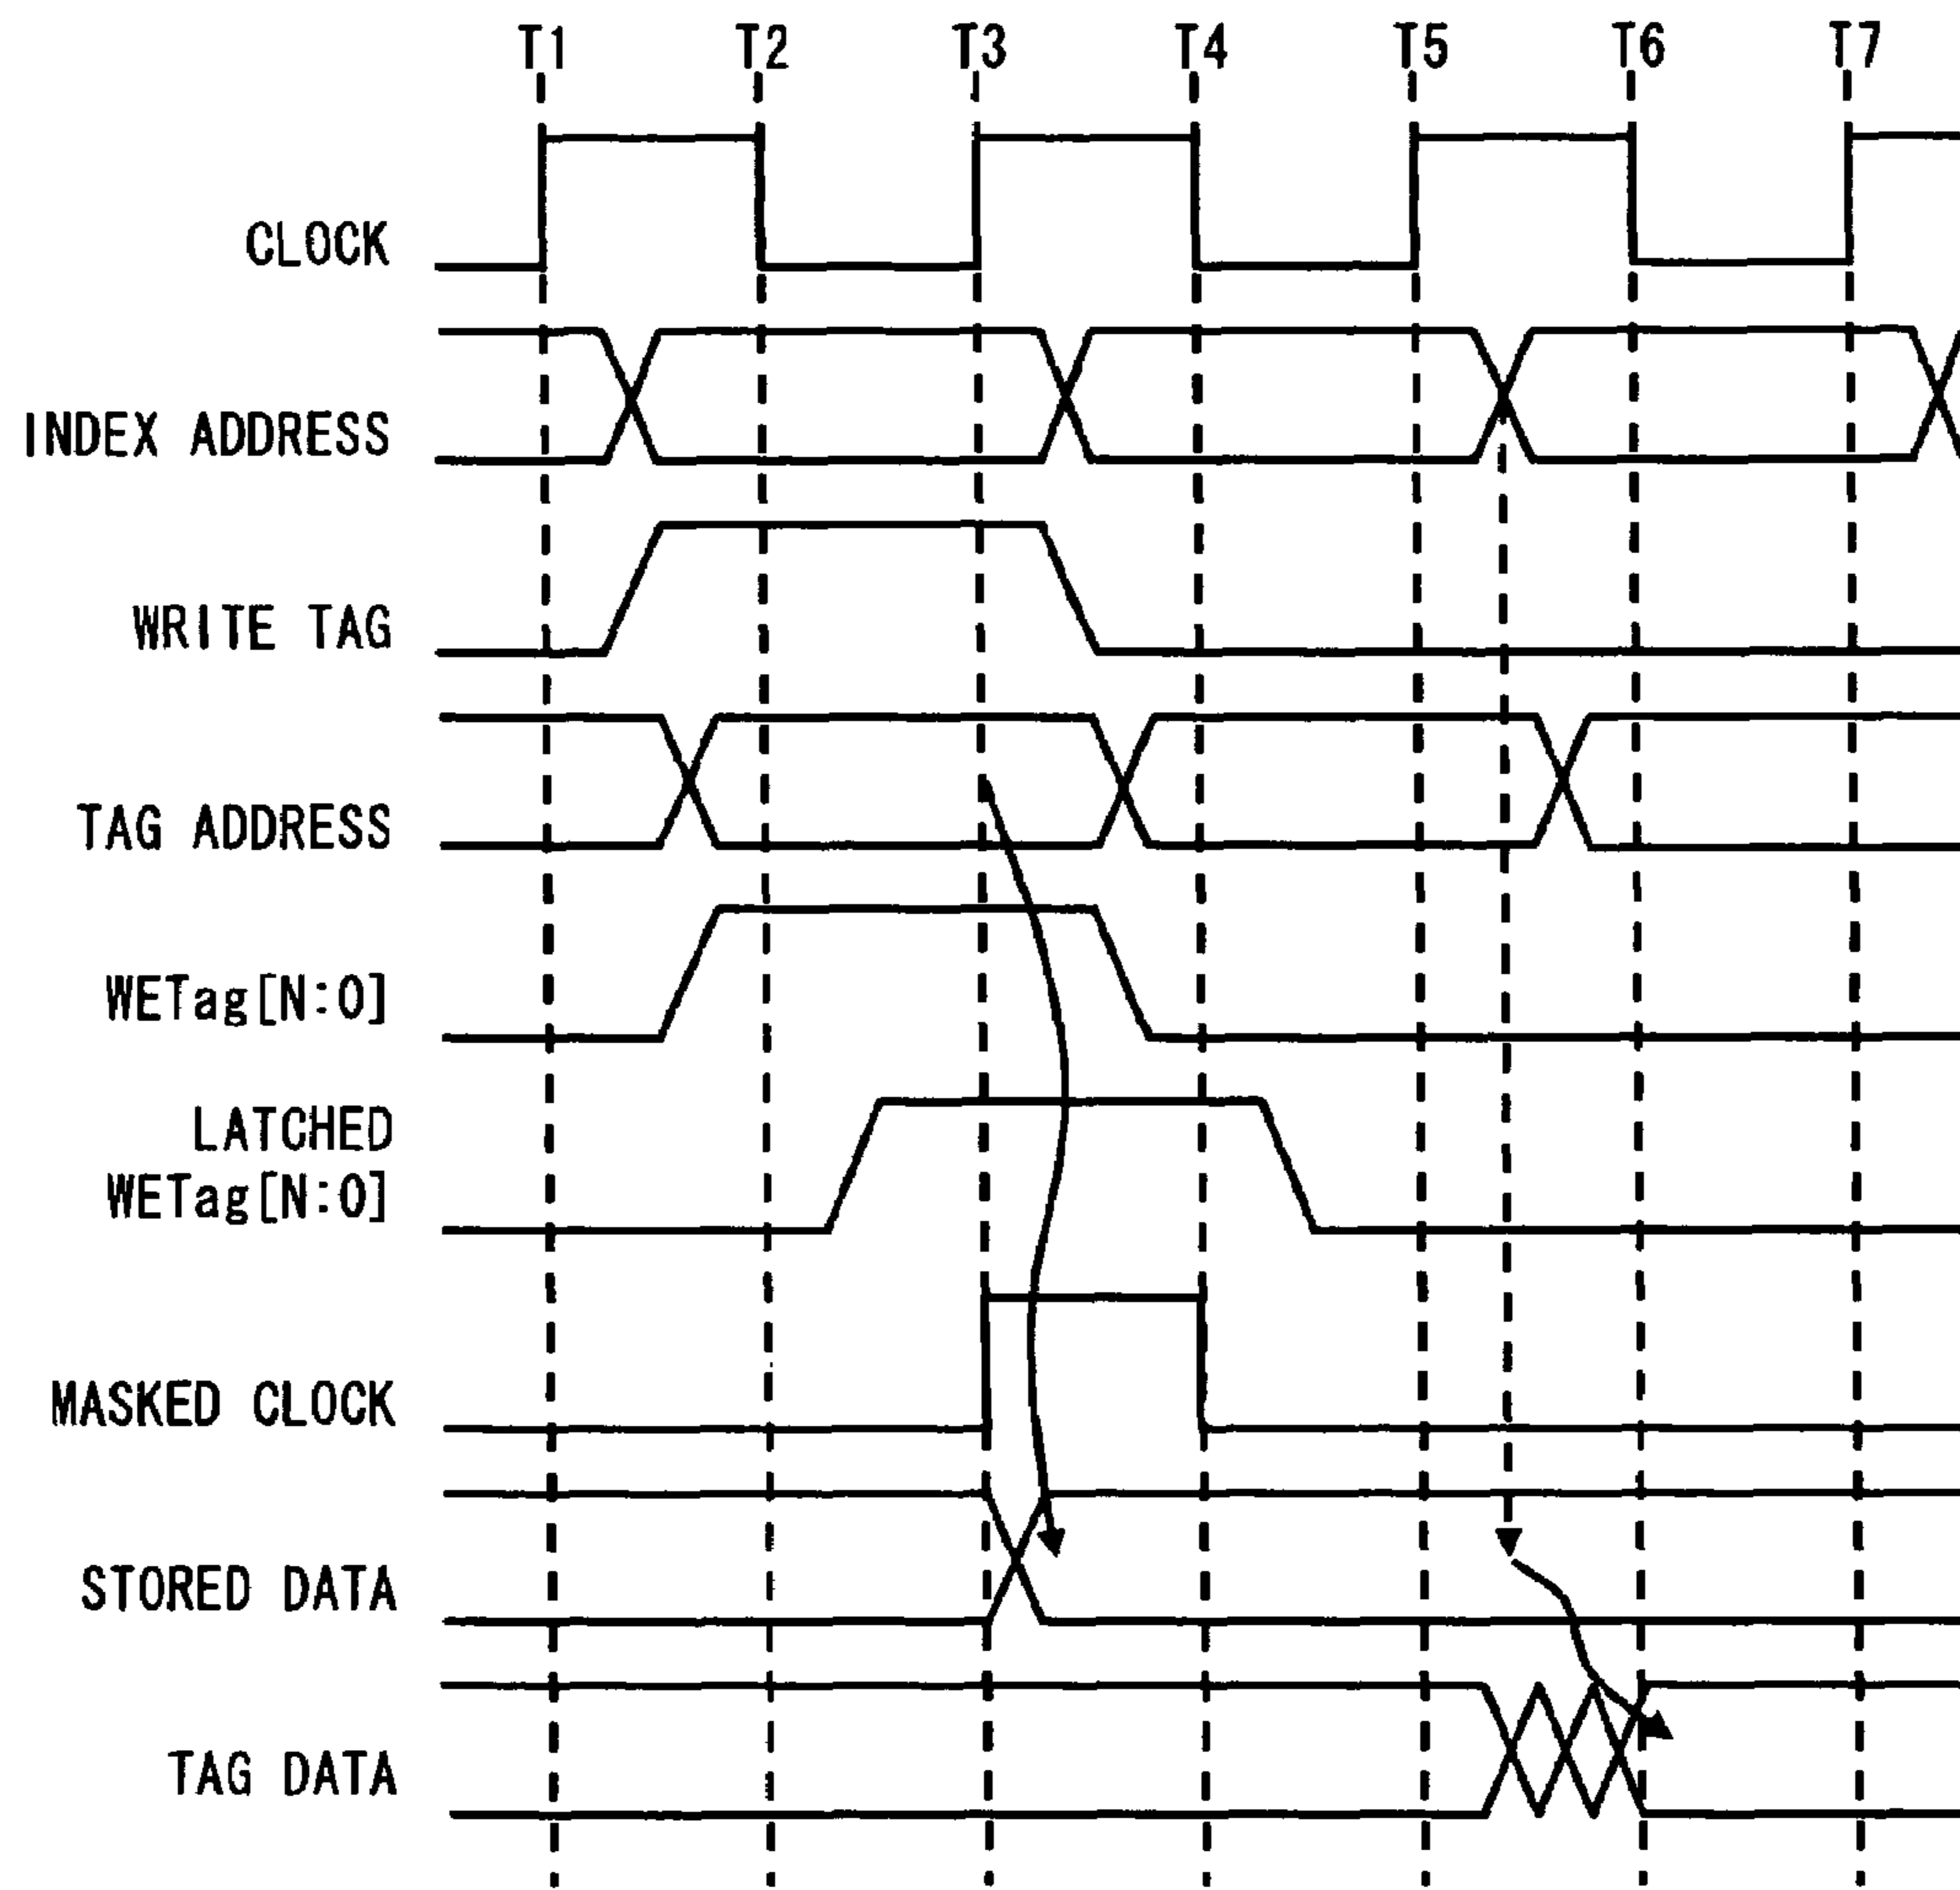 T1 T2 T3 T4 T5 T6 T7
CLOCK
INDEX ADDRESS
WRITE TAG
TAG ADDRESS
WETag[N:0]
LATCHED
WETag[N:0]
MASKED CLOCK
STORED DATA
TAG DATA